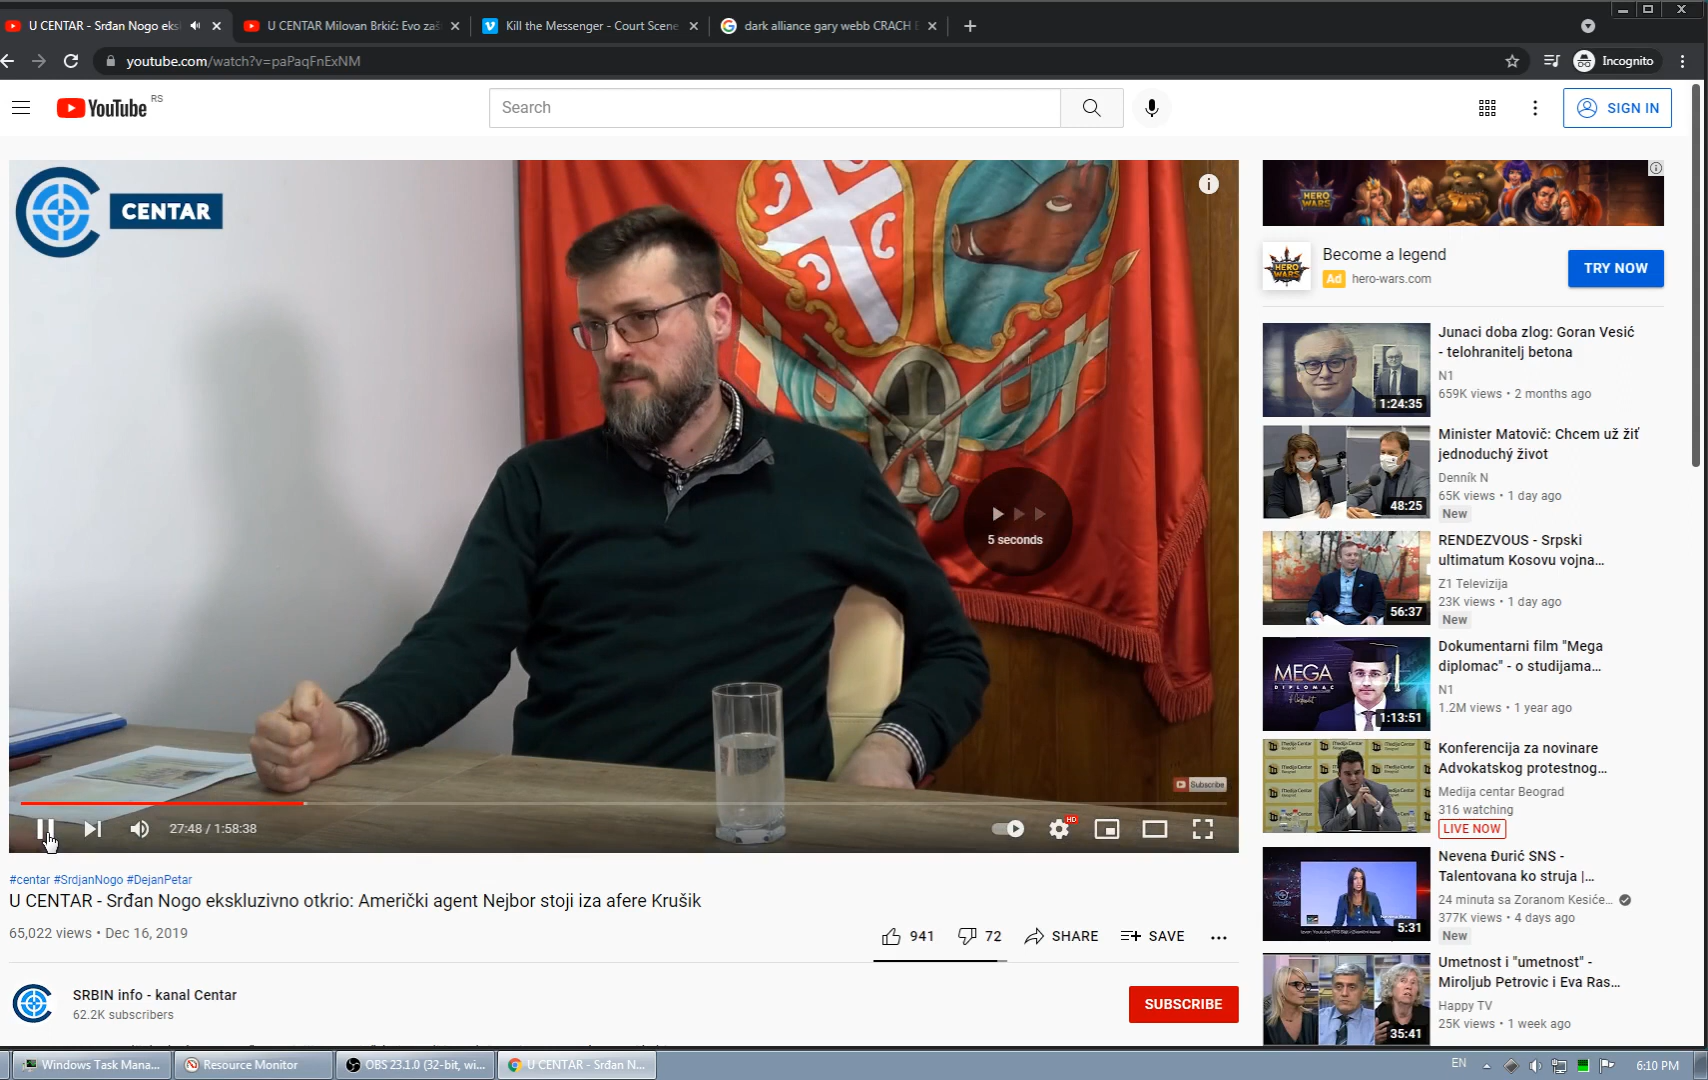 U CENTAR - Srđan Nogo eks
U CENTAR Milovan Brkić: Evo zaš
Kill the Messenger - Court Scene
dark alliance gary webb CRACH
youtube.com/watch?v=paPaqFnExNM
Incognito
YouTube RS
Search
SIGN IN
CENTAR
HERO WARS
Become a legend
HERO WARS
Ad hero-wars.com
TRY NOW
Junaci doba zlog: Goran Vesić
- telohranitelj betona
N1
659K views • 2 months ago
1:24:35
Minister Matovič: Chcem už žiť
jednoduchý život
Denník N
65K views • 1 day ago
48:25
New
5 seconds
RENDEZVOUS - Srpski
ultimatum Kosovu vojna...
Z1 Televizija
23K views • 1 day ago
56:37
New
Dokumentarni film "Mega
diplomac" - o studijama...
MEGA
DIPLOMAC
N1
1.2M views • 1 year ago
1:13:51
Konferencija za novinare
Advokatskog protestnog...
Medija centar Beograd
316 watching
LIVE NOW
Subscribe
27:48 / 1:58:38
HD
#centar #SrdjanNogo #DejanPetar
U CENTAR - Srđan Nogo ekskluzivno otkrio: Američki agent Nejbor stoji iza afere Krušik
65,022 views • Dec 16, 2019
941
72
SHARE
SAVE
Nevena Đurić SNS -
Talentovana ko struja |...
24 minuta sa Zoranom Kesiće...
377K views • 4 days ago
5:31
New
Umetnost i "umetnost" -
Miroljub Petrovic i Eva Ras...
Happy TV
25K views • 1 week ago
35:41
SRBIN info - kanal Centar
62.2K subscribers
SUBSCRIBE
Windows Task Mana...
Resource Monitor
OBS 23.1.0 (32-bit, wi...
U CENTAR - Srđan N...
EN
6:10 PM